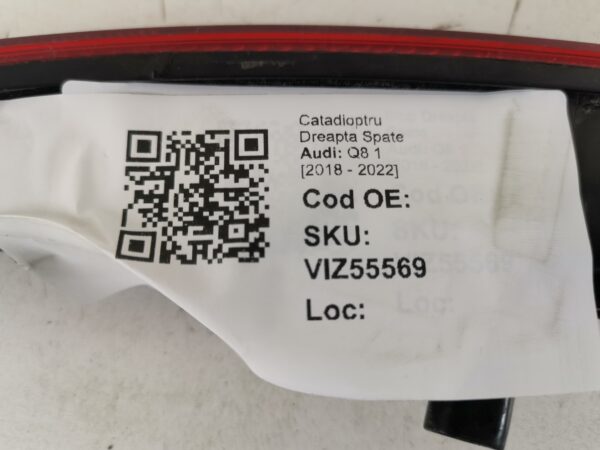 Catadioptru
Dreapta Spate
Audi: Q8 1
[2018 - 2022]
Cod OE:
SKU:
VIZ55569
Loc: